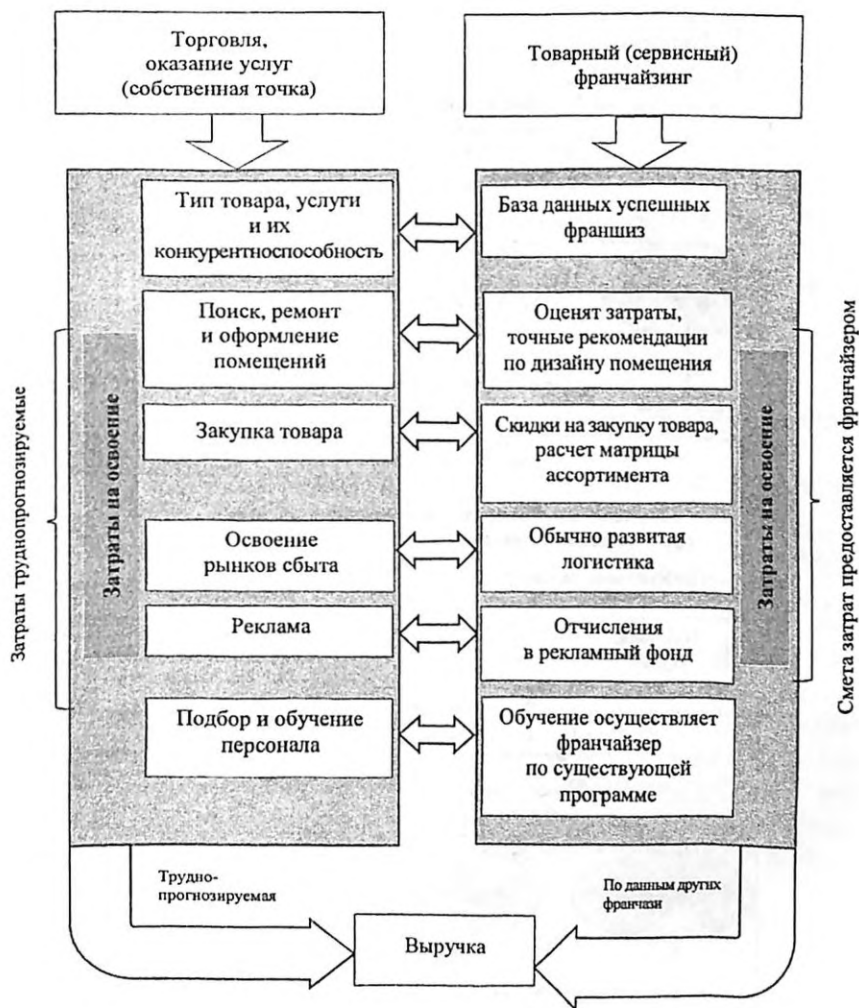 Торговля,
оказание услуг
(собственная точка)
Товарный (сервисный)
франчайзинг
Тип товара, услуги
и их
конкурентноспособность
База данных успешных
франшиз
Поиск, ремонт
и оформление
помещений
Оценят затраты,
точные рекомендации
по дизайну помещения
Закупка товара
Скидки на закупку товара,
расчет матрицы
ассортимента
Освоение
рынков сбыта
Обычно развитая
логистика
Реклама
Отчисления
в рекламный фонд
Подбор и обучение
персонала
Обучение осуществляет
франчайзер
по существующей
программе
Затраты труднопрогнозируемые
Затраты на освоение
Затраты на освоение
Смета затрат предоставляется франчайзером
Трудно-
прогнозируемая
По данным других
франчази
Выручка